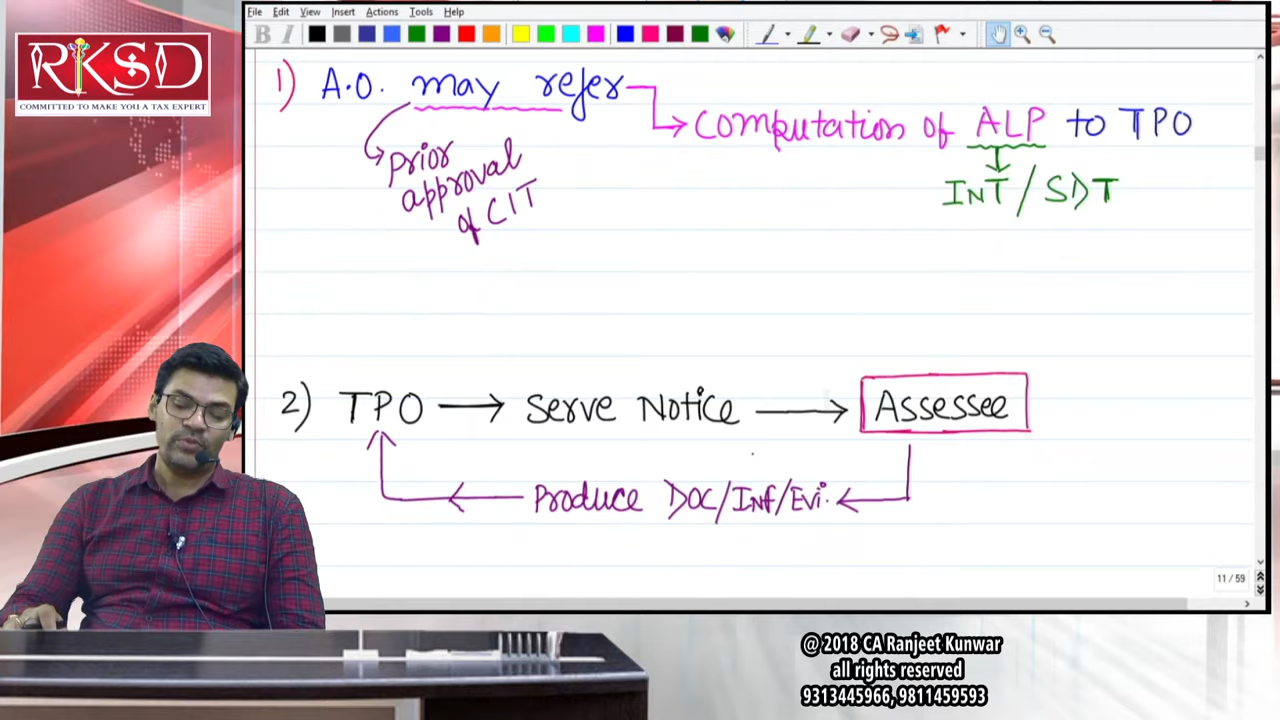 File Edit View Insert Actions Tools Help
B I
RKSD
COMMITTED TO MAKE YOU A TAX EXPERT
1) A.O. may refer
Computation of ALP to TPO
INT / SDT
Prior
approval
of CIT
2) TPO → Serve Notice → Assessee
Produce DOC/Inf/Evi.
11 / 59
@ 2018 CA Ranjeet Kunwar
all rights reserved
9313445966, 9811459593